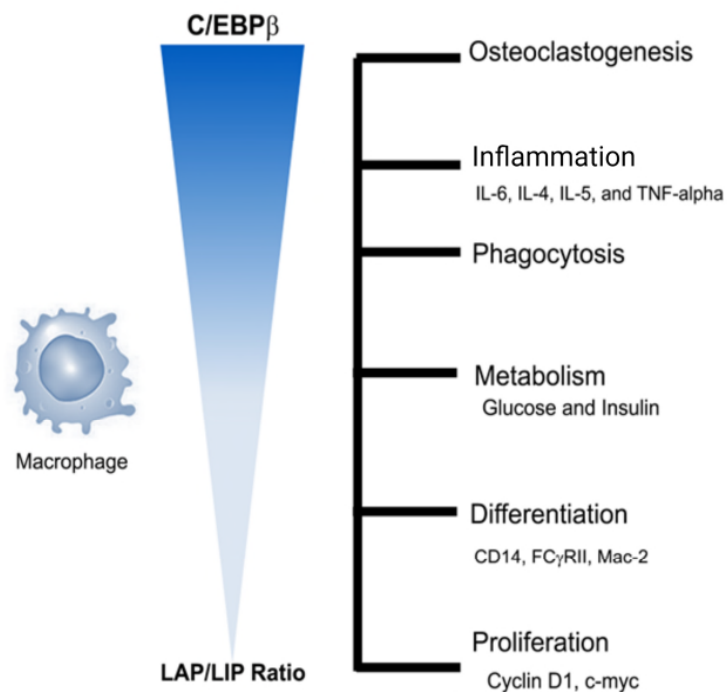 C/EBPβ
Osteoclastogenesis
Inflammation
IL-6, IL-4, IL-5, and TNF-alpha
Phagocytosis
Metabolism
Glucose and Insulin
Macrophage
Differentiation
CD14, FCγRII, Mac-2
Proliferation
LAP/LIP Ratio
Cyclin D1, c-myc